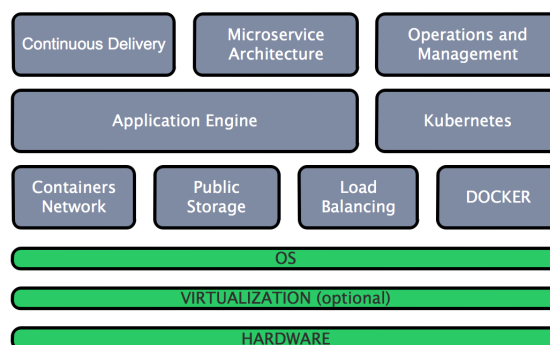 Continuous Delivery
Microservice
Architecture
Operations and
Management
Application Engine
Kubernetes
Containers
Network
Public
Storage
Load
Balancing
DOCKER
OS
VIRTUALIZATION (optional)
HARDWARE